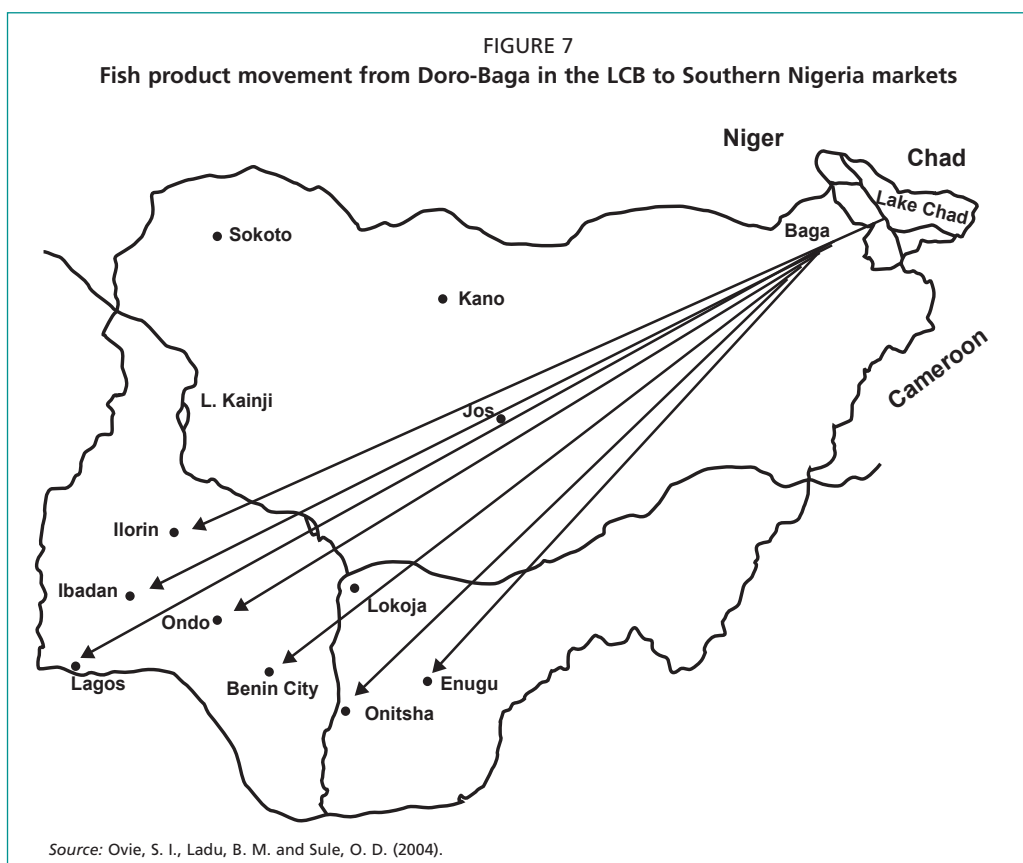 FIGURE 7
Fish product movement from Doro-Baga in the LCB to Southern Nigeria markets
Niger
Chad
Lake Chad
Baga
Sokoto
Kano
Cameroon
L. Kainji
Jos
Ilorin
Ibadan
Lokoja
Ondo
Lagos
Benin City
Enugu
Onitsha
Source: Ovie, S. I., Ladu, B. M. and Sule, O. D. (2004).